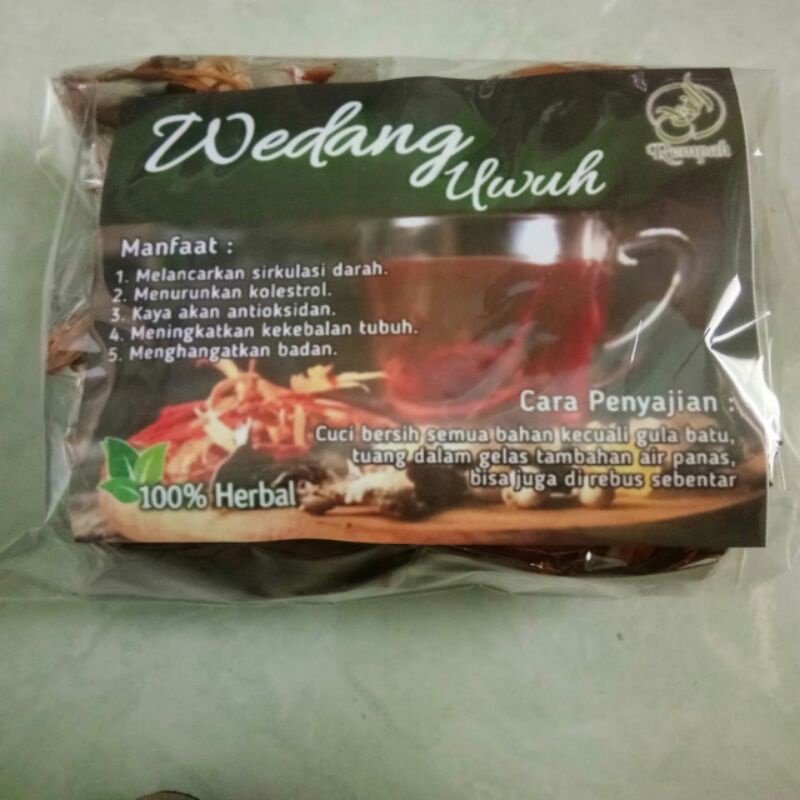 Wedang
Uwuh
Rempah
Manfaat :
1. Melancarkan sirkulasi darah.
2. Menurunkan kolestrol.
3. Kaya akan antioksidan.
4. Meningkatkan kekebalan tubuh.
5. Menghangatkan badan.
Cara Penyajian :
Cuci bersih semua bahan kecuali gula batu,
tuang dalam gelas tambahan air panas,
bisa juga di rebus sebentar
100% Herbal